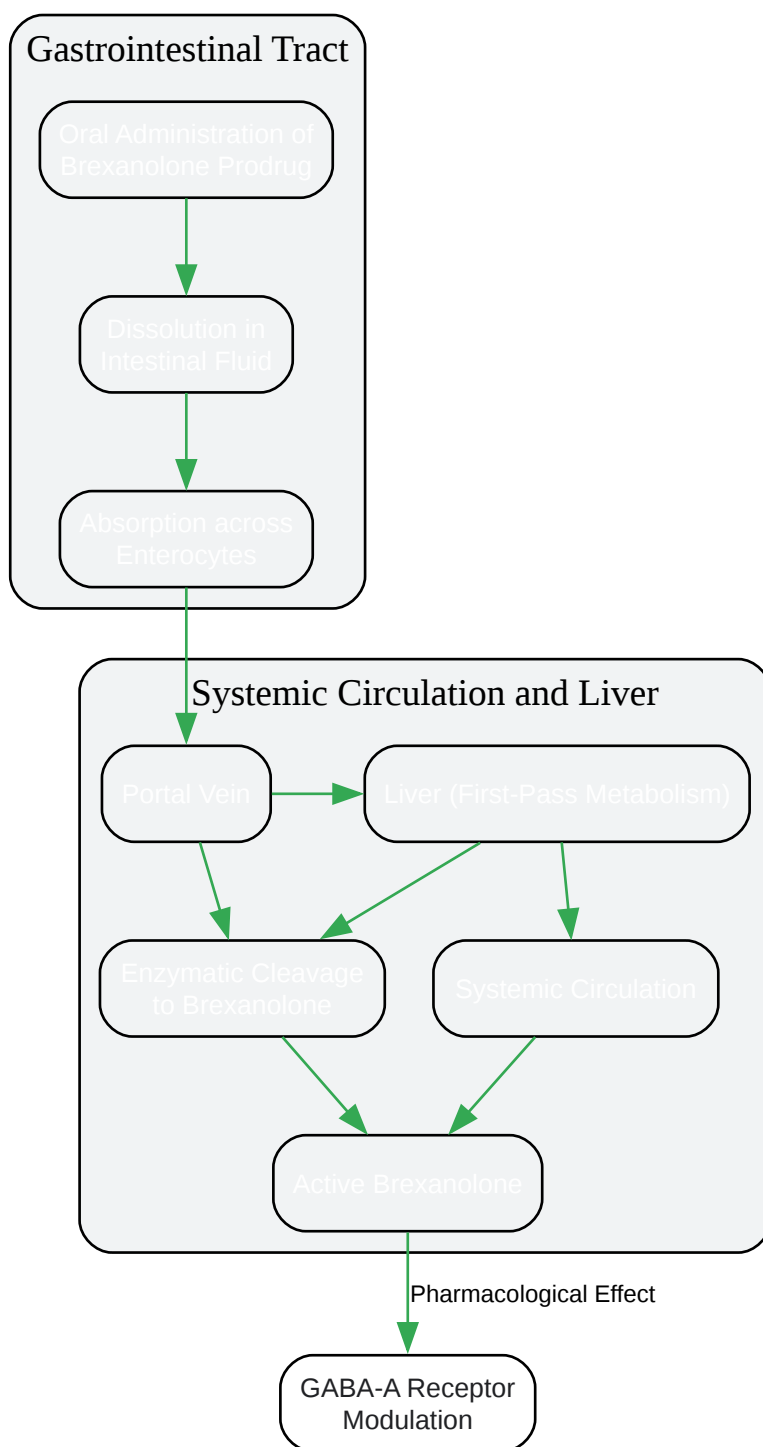 Gastrointestinal Tract
Oral Administration of
Brexanolone Prodrug
Dissolution in
Intestinal Fluid
Absorption across
Enterocytes
Systemic Circulation and Liver
Portal Vein
Liver (First-Pass Metabolism)
Enzymatic Cleavage
to Brexanolone
Systemic Circulation
Active Brexanolone
Pharmacological Effect
GABA-A Receptor
Modulation